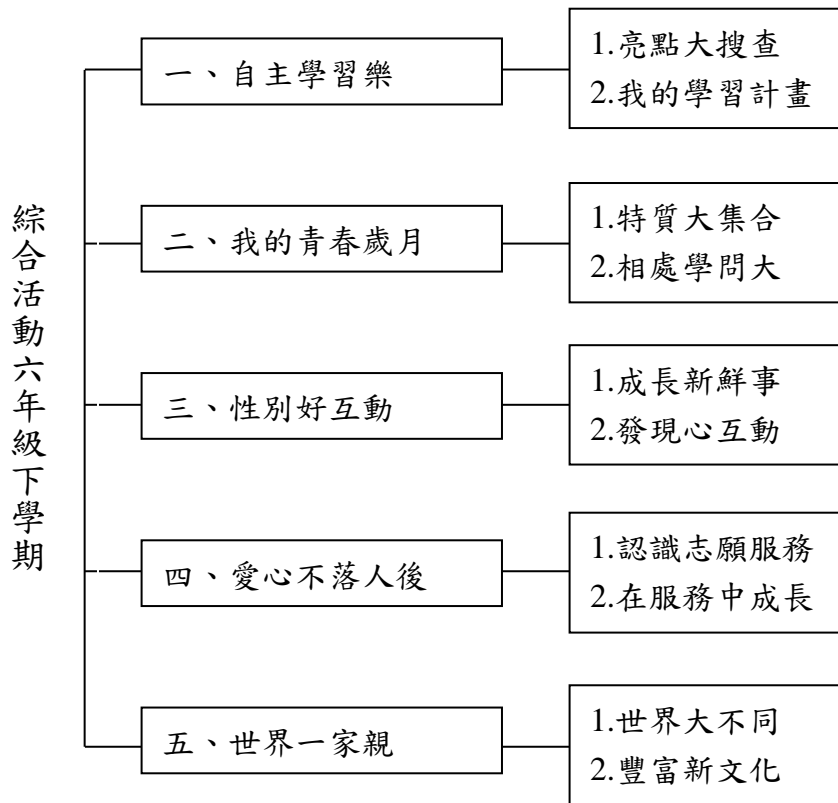 綜合活動六年級下學期
一、自主學習樂
1.亮點大搜查
2.我的學習計畫
二、我的青春歲月
1.特質大集合
2.相處學問大
三、性別好互動
1.成長新鮮事
2.發現心互動
四、愛心不落人後
1.認識志願服務
2.在服務中成長
五、世界一家親
1.世界大不同
2.豐富新文化